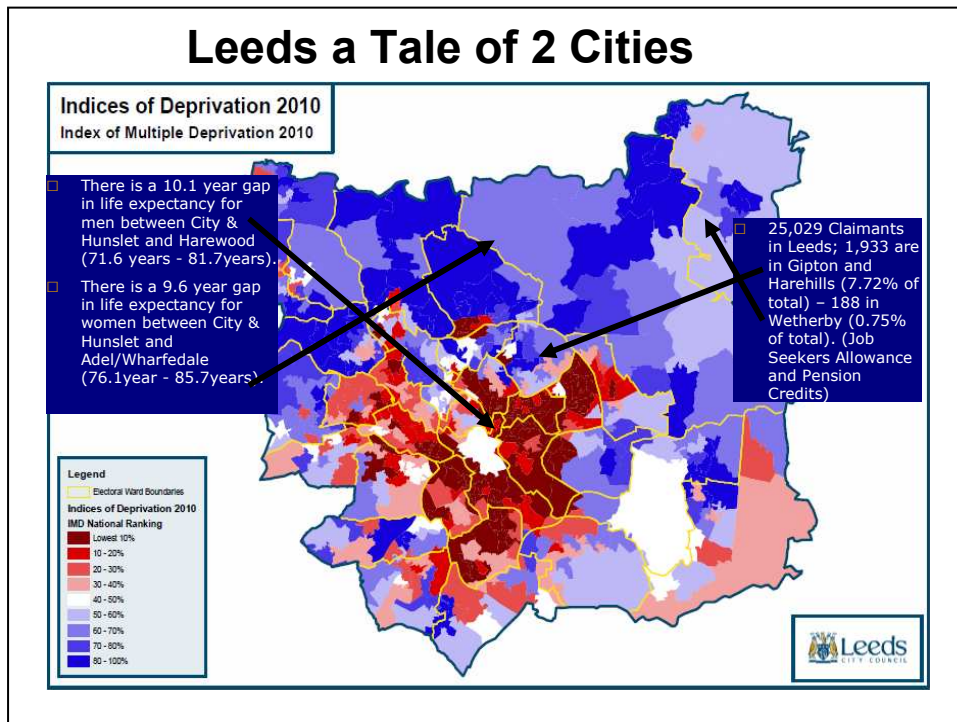 Leeds a Tale of 2 Cities
Indices of Deprivation 2010
Index of Multiple Deprivation 2010
There is a 10.1 year gap
in life expectancy for
men between City &
Hunslet and Harewood
(71.6 years - 81.7years).
There is a 9.6 year gap
in life expectancy for
women between City &
Hunslet and
Adel/Wharfedale
(76.1year - 85.7years).
25,029 Claimants
in Leeds; 1,933 are
in Gipton and
Harehills (7.72% of
total) – 188 in
Wetherby (0.75%
of total). (Job
Seekers Allowance
and Pension
Credits)
Legend
Electoral Ward Boundaries
Indices of Deprivation 2010
IMD National Ranking
Lowest 10%
10 - 20%
20 - 30%
30 - 40%
40 - 50%
50 - 60%
60 - 70%
70 - 80%
80 - 100%
Leeds
CITY COUNCIL